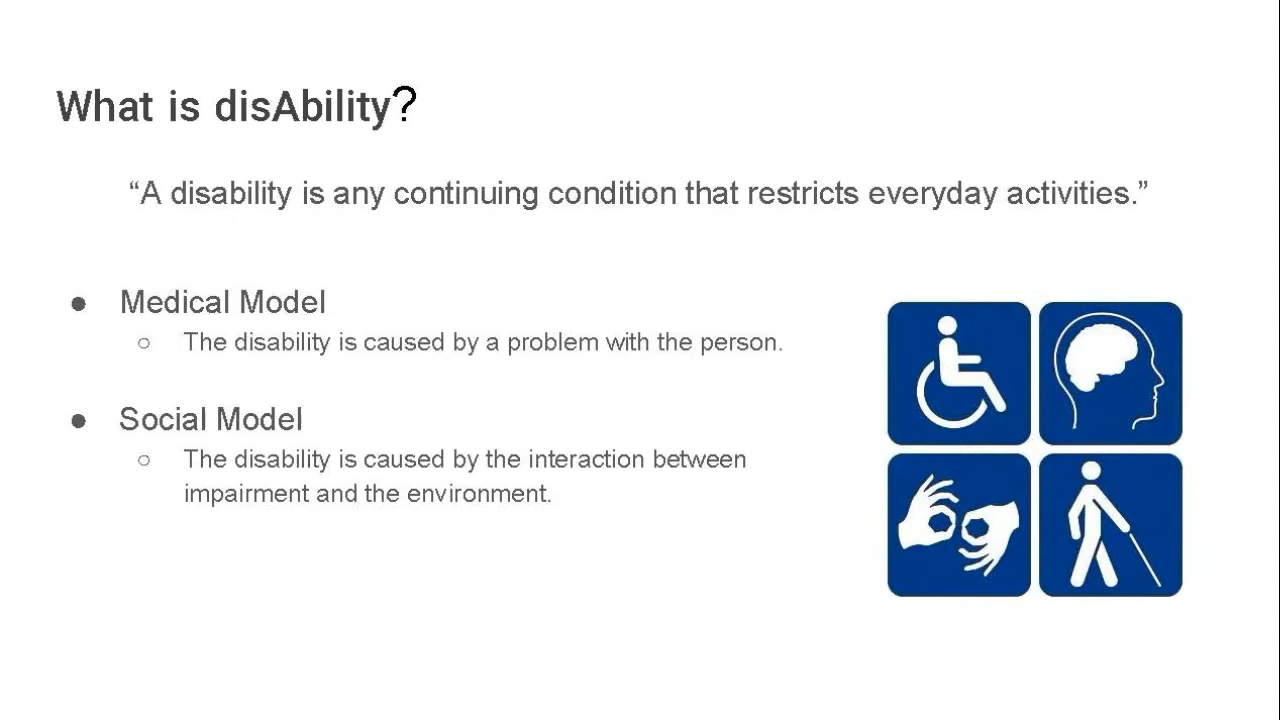 What is disAbility?
“A disability is any continuing condition that restricts everyday activities.”
● Medical Model
○ The disability is caused by a problem with the person.
● Social Model
○ The disability is caused by the interaction between
impairment and the environment.